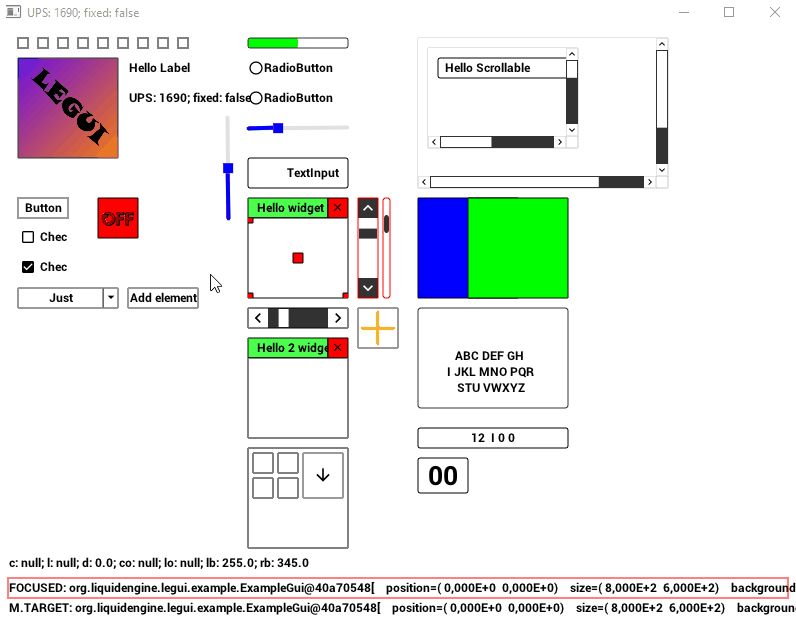 UPS: 1690; fixed: false
LEGUI
Hello Label
RadioButton
UPS: 1690; fixed: false
RadioButton
Hello Scrollable
TextInput
Button
OFF
Hello widget
Chec
Chec
Just
Add element
Hello 2 widge
ABC DEF GH
I JKL MNO PQR
STU VWXYZ
12 I 0 0
00
c: null; l: null; d: 0.0; co: null; lo: null; lb: 255.0; rb: 345.0
FOCUSED: org.liquidengine.legui.example.ExampleGui@40a70548[ position=( 0,000E+0 0,000E+0) size=( 8,000E+2 6,000E+2) background
M.TARGET: org.liquidengine.legui.example.ExampleGui@40a70548[ position=( 0,000E+0 0,000E+0) size=( 8,000E+2 6,000E+2) backgroun